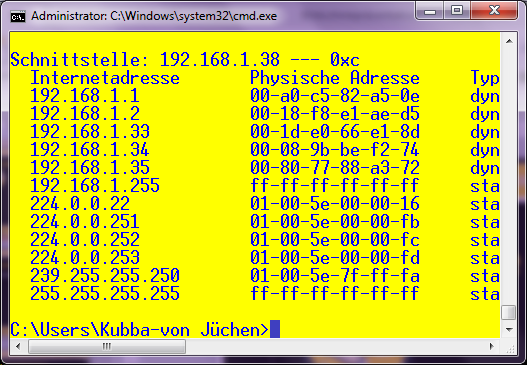 Administrator: C:\Windows\system32\cmd.exe
Schnittstelle: 192.168.1.38 --- 0xc
Internetadresse Physische Adresse Typ
192.168.1.1 00-a0-c5-82-a5-0e dyn
192.168.1.2 00-18-f8-e1-ae-d5 dyn
192.168.1.33 00-1d-e0-66-e1-8d dyn
192.168.1.34 00-08-9b-be-f2-74 dyn
192.168.1.35 00-80-77-88-a3-72 dyn
192.168.1.255 ff-ff-ff-ff-ff-ff sta
224.0.0.22 01-00-5e-00-00-16 sta
224.0.0.251 01-00-5e-00-00-fb sta
224.0.0.252 01-00-5e-00-00-fc sta
224.0.0.253 01-00-5e-00-00-fd sta
239.255.255.250 01-00-5e-7f-ff-fa sta
255.255.255.255 ff-ff-ff-ff-ff-ff sta
C:\Users\Kubba-von Jüchen>